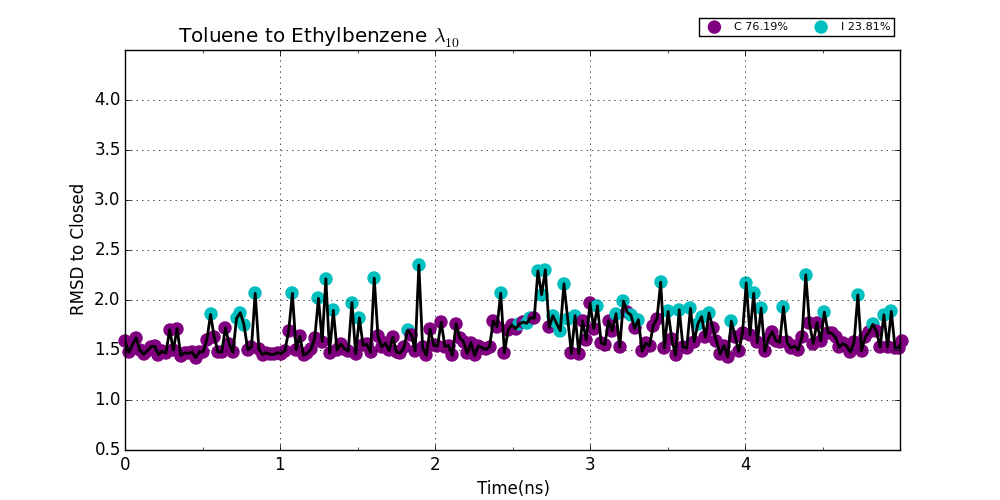 Toluene to Ethylbenzene λ10
C 76.19% I 23.81%
RMSD to Closed
4.0
3.5
3.0
2.5
2.0
1.5
1.0
0.5
0 1 2 3 4
Time(ns)